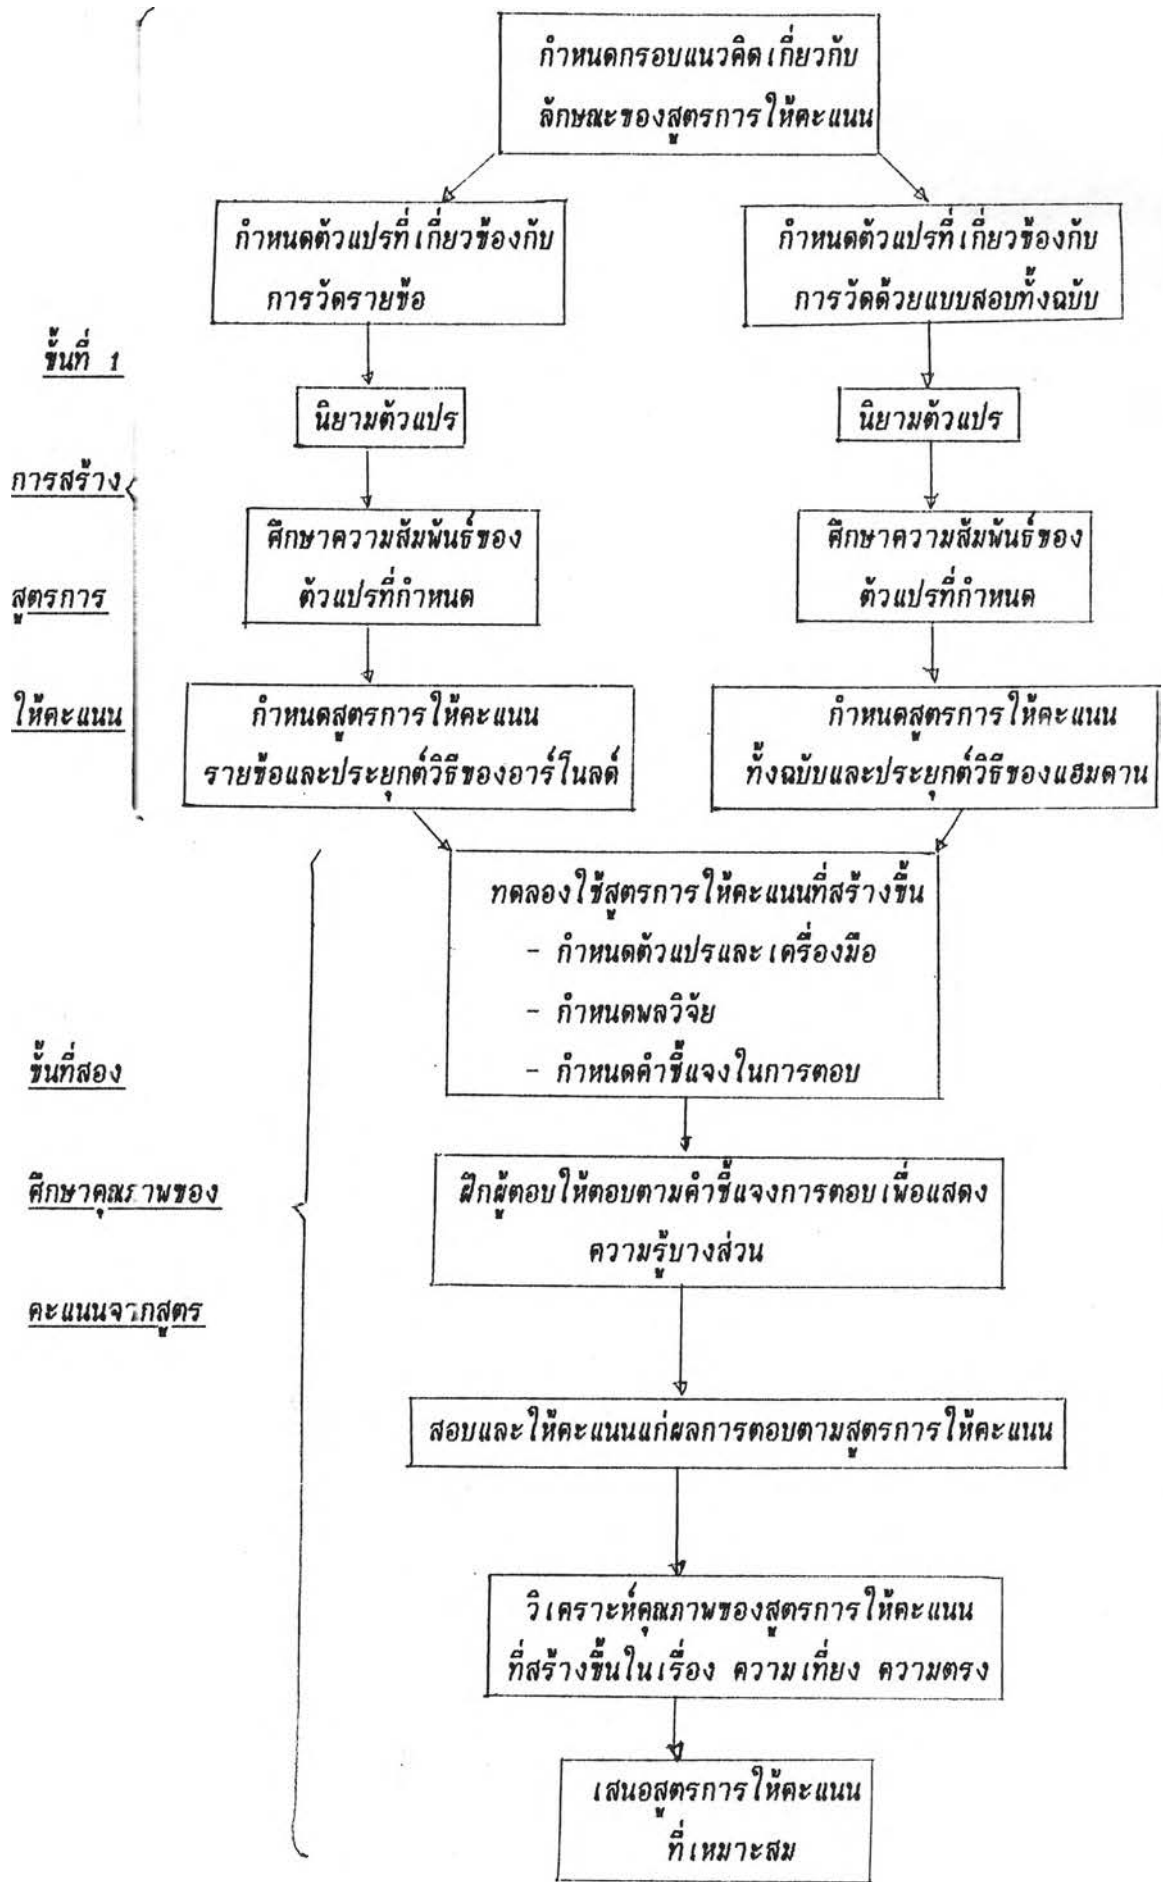 กำหนดกรอบแนวคิดเกี่ยวกับ
ลักษณะของสูตรการให้คะแนน
กำหนดตัวแปรที่เกี่ยวข้องกับ
การวัดรายข้อ
กำหนดตัวแปรที่เกี่ยวข้องกับ
การวัดด้วยแบบสอบทั้งฉบับ
ขั้นที่ 1
การสร้าง
สูตรการ
ให้คะแนน
นิยามตัวแปร
นิยามตัวแปร
ศึกษาความสัมพันธ์ของ
ตัวแปรที่กำหนด
ศึกษาความสัมพันธ์ของ
ตัวแปรที่กำหนด
กำหนดสูตรการให้คะแนน
รายข้อและประยุกต์วิธีของอาร์โนลด์
กำหนดสูตรการให้คะแนน
ทั้งฉบับและประยุกต์วิธีของแฮมดาน
ขั้นที่สอง
ศึกษาคุณภาพของ
คะแนนจากสูตร
ทดลองใช้สูตรการให้คะแนนที่สร้างขึ้น
- กำหนดตัวแปรและเครื่องมือ
- กำหนดพลวิจัย
- กำหนดคำชี้แจงในการตอบ
ฝึกผู้ตอบให้ตอบตามคำชี้แจงการตอบเพื่อแสดง
ความรู้บางส่วน
สอบและให้คะแนนแก่ผลการตอบตามสูตรการให้คะแนน
วิเคราะห์คุณภาพของสูตรการให้คะแนน
ที่สร้างขึ้นในเรื่อง ความเที่ยง ความตรง
เสนอสูตรการให้คะแนน
ที่เหมาะสม